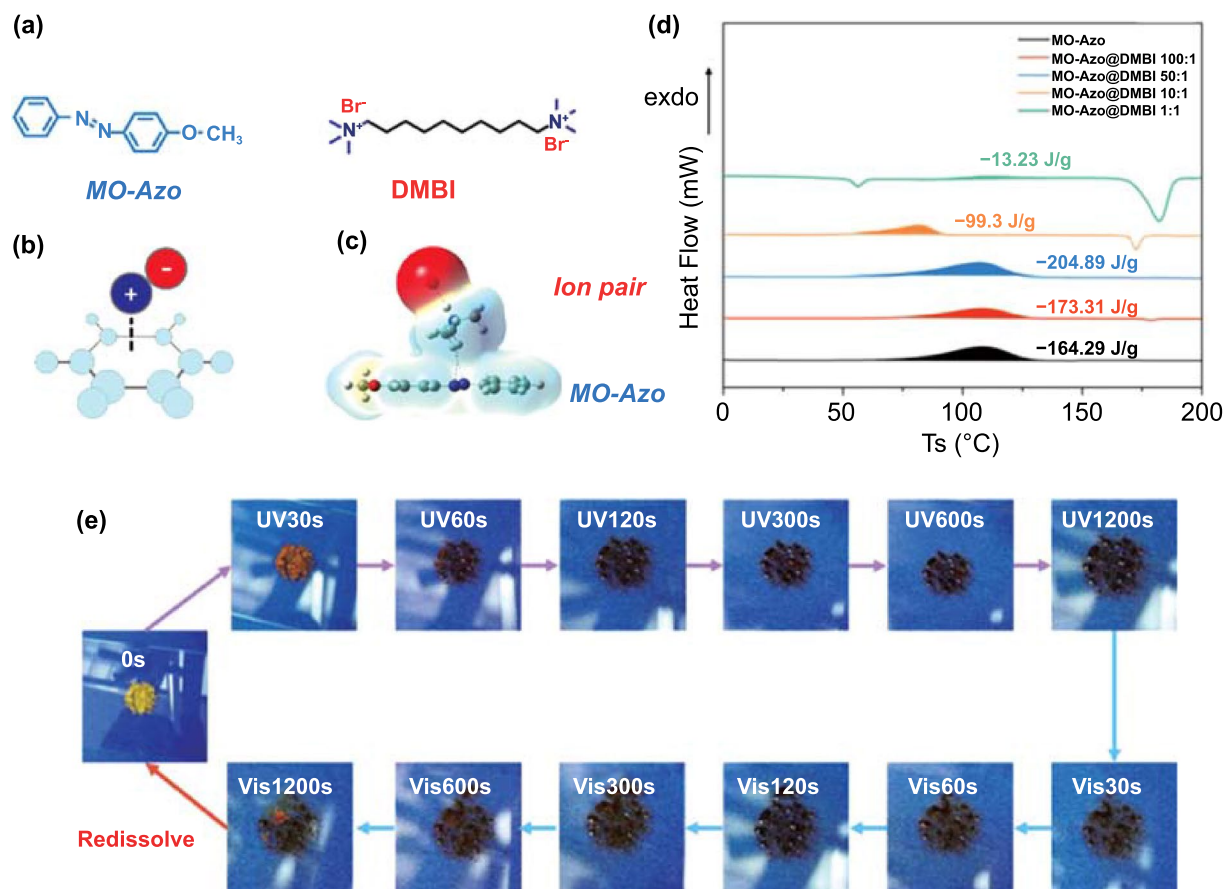 (a)
N
N
O
CH₃
MO-Azo
Br⁻
N⁺
N⁺
Br⁻
DMBI
(b)
+
-
(c)
Ion pair
MO-Azo
(d)
exdo
Heat Flow (mW)
MO-Azo
MO-Azo@DMBI 100:1
MO-Azo@DMBI 50:1
MO-Azo@DMBI 10:1
MO-Azo@DMBI 1:1
−13.23 J/g
−99.3 J/g
−204.89 J/g
−173.31 J/g
−164.29 J/g
0 50 100 150 200
Ts (°C)
(e)
UV30s
UV60s
UV120s
UV300s
UV600s
UV1200s
0s
Vis1200s
Vis600s
Vis300s
Vis120s
Vis60s
Vis30s
Redissolve